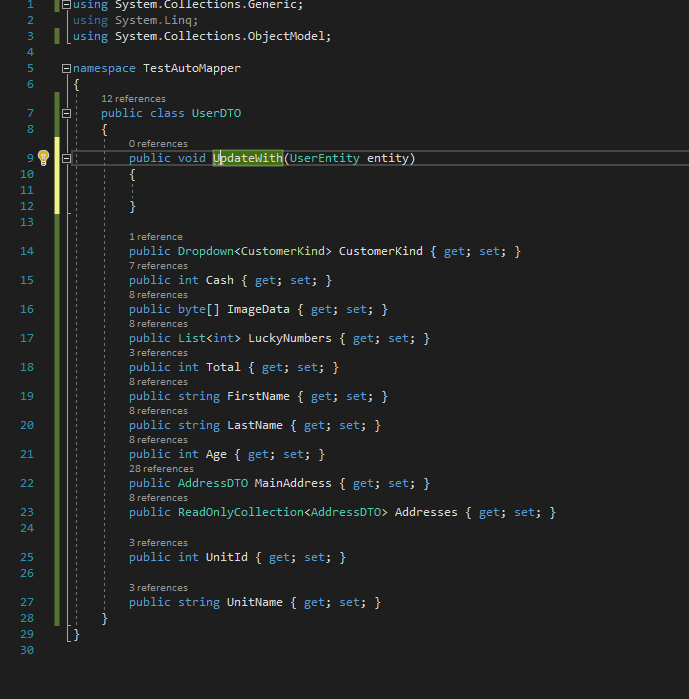 1 using System.Collections.Generic;
2 using System.Linq;
3 using System.Collections.ObjectModel;
4
5 namespace TestAutoMapper
6 {
12 references
7 public class UserDTO
8 {
0 references
9 public void UpdateWith(UserEntity entity)
10 {
11
12 }
13
1 reference
14 public Dropdown<CustomerKind> CustomerKind { get; set; }
7 references
15 public int Cash { get; set; }
8 references
16 public byte[] ImageData { get; set; }
8 references
17 public List<int> LuckyNumbers { get; set; }
3 references
18 public int Total { get; set; }
8 references
19 public string FirstName { get; set; }
8 references
20 public string LastName { get; set; }
8 references
21 public int Age { get; set; }
28 references
22 public AddressDTO MainAddress { get; set; }
8 references
23 public ReadOnlyCollection<AddressDTO> Addresses { get; set; }
24
3 references
25 public int UnitId { get; set; }
26
3 references
27 public string UnitName { get; set; }
28 }
29 }
30